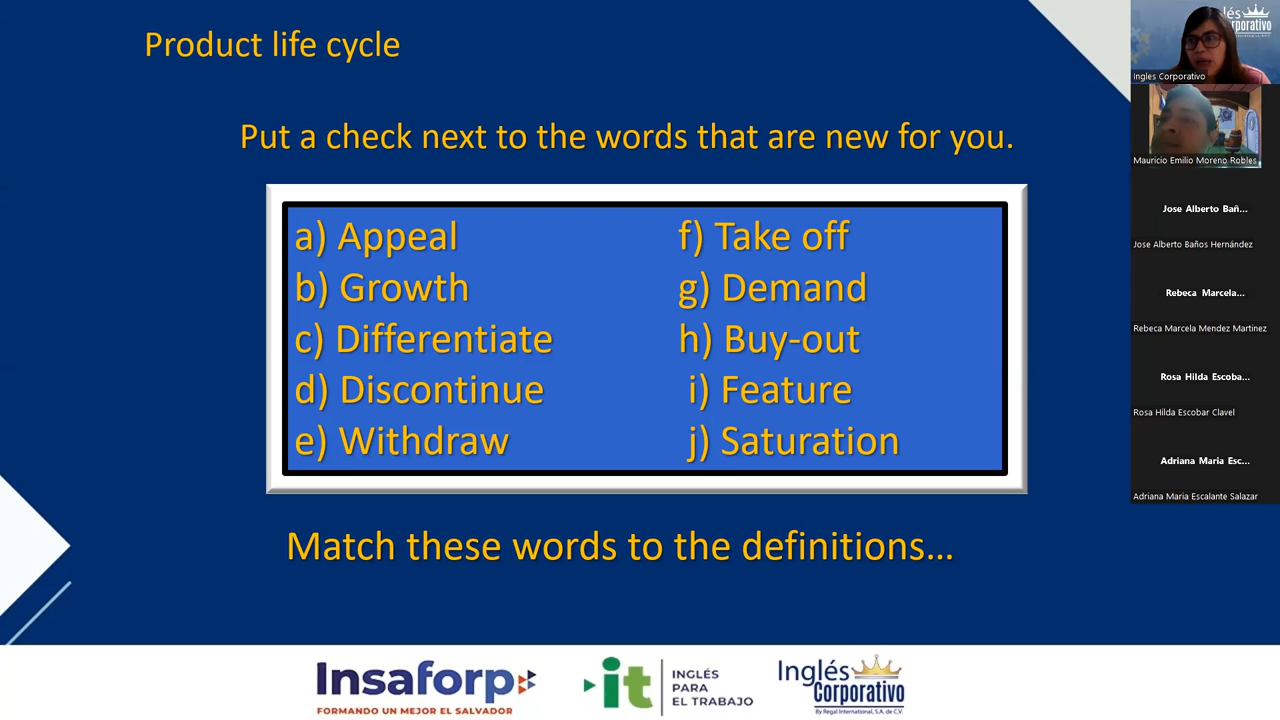 Product life cycle
Put a check next to the words that are new for you.
a) Appeal
b) Growth
c) Differentiate
d) Discontinue
e) Withdraw
f) Take off
g) Demand
h) Buy-out
i) Feature
j) Saturation
Match these words to the definitions...
Insaforp
FORMANDO UN MEJOR EL SALVADOR
it
INGLÉS
PARA
EL TRABAJO
Inglés
Corporativo
By Regal International, S.A. de C.V.
Ingles Corporativo
Mauricio Emilio Moreno Robles
Jose Alberto Bañ...
Jose Alberto Baños Hernández
Rebeca Marcela...
Rebeca Marcela Mendez Martinez
Rosa Hilda Escoba...
Rosa Hilda Escobar Clavel
Adriana Maria Esc...
Adriana Maria Escalante Salazar